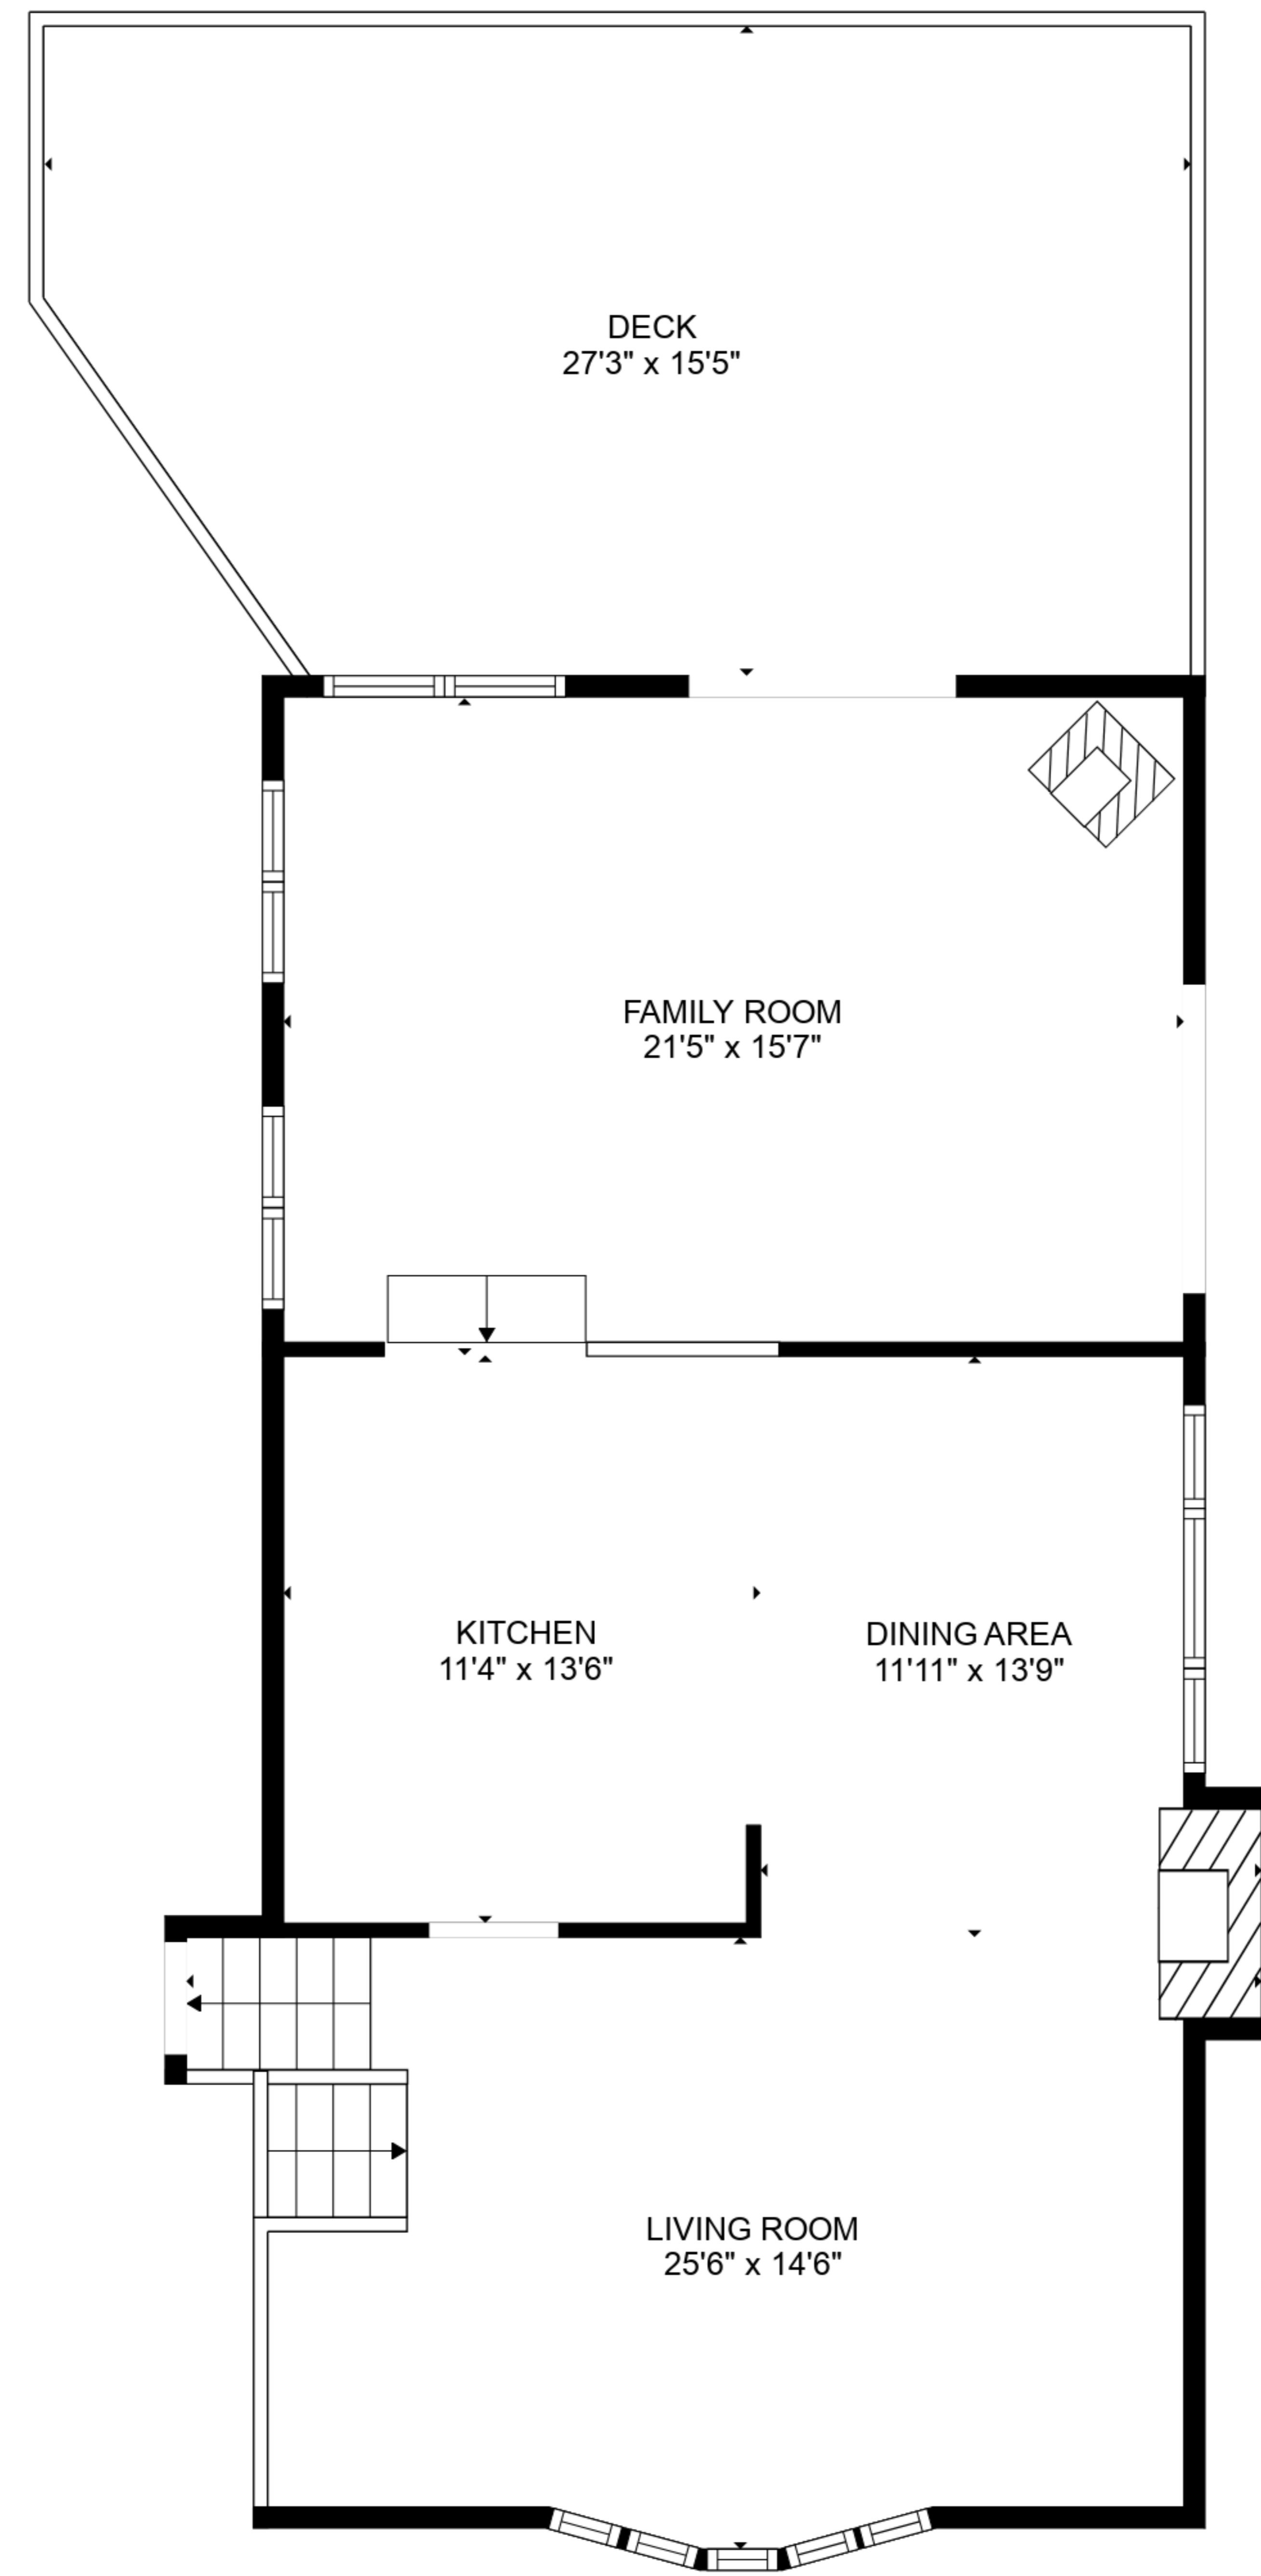 DECK
27'3" x 15'5"
FAMILY ROOM
21'5" x 15'7"
KITCHEN
11'4" x 13'6"
DINING AREA
11'11" x 13'9"
LIVING ROOM
25'6" x 14'6"